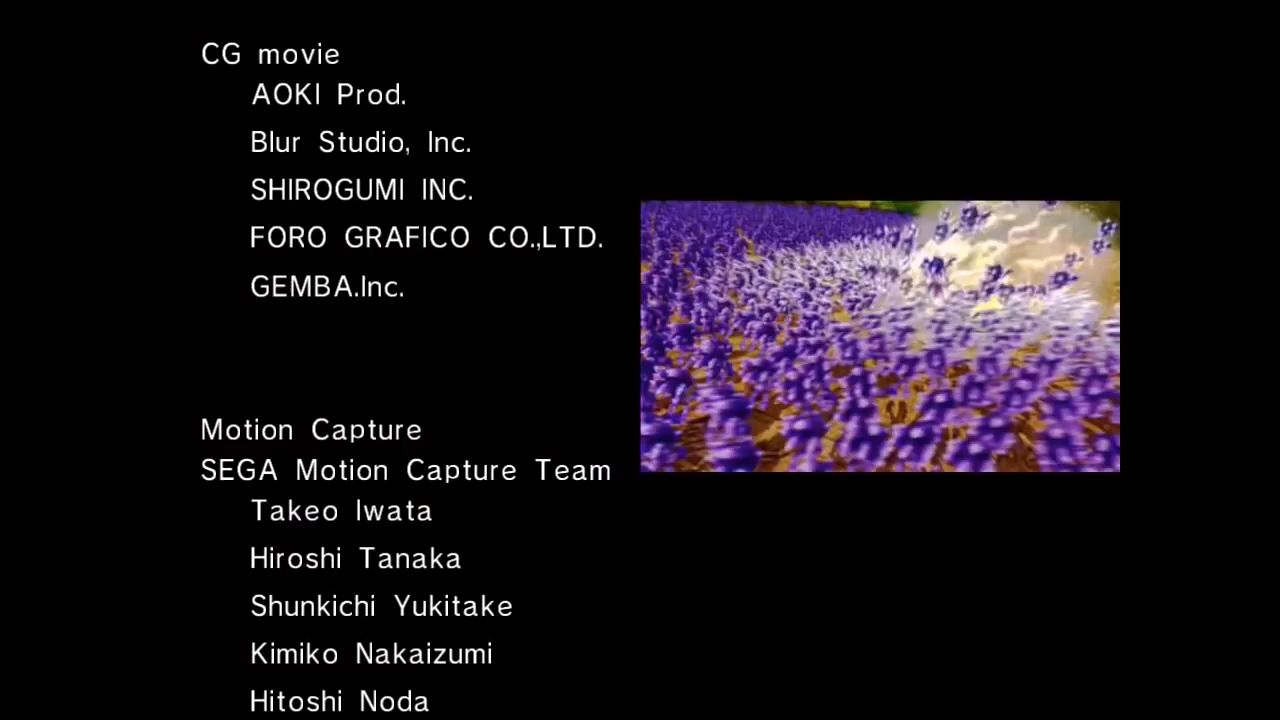 CG movie
AOKI Prod.
Blur Studio, Inc.
SHIROGUMI INC.
FORO GRAFICO CO.,LTD.
GEMBA.Inc.
Motion Capture
SEGA Motion Capture Team
Takeo Iwata
Hiroshi Tanaka
Shunkichi Yukitake
Kimiko Nakaizumi
Hitoshi Noda